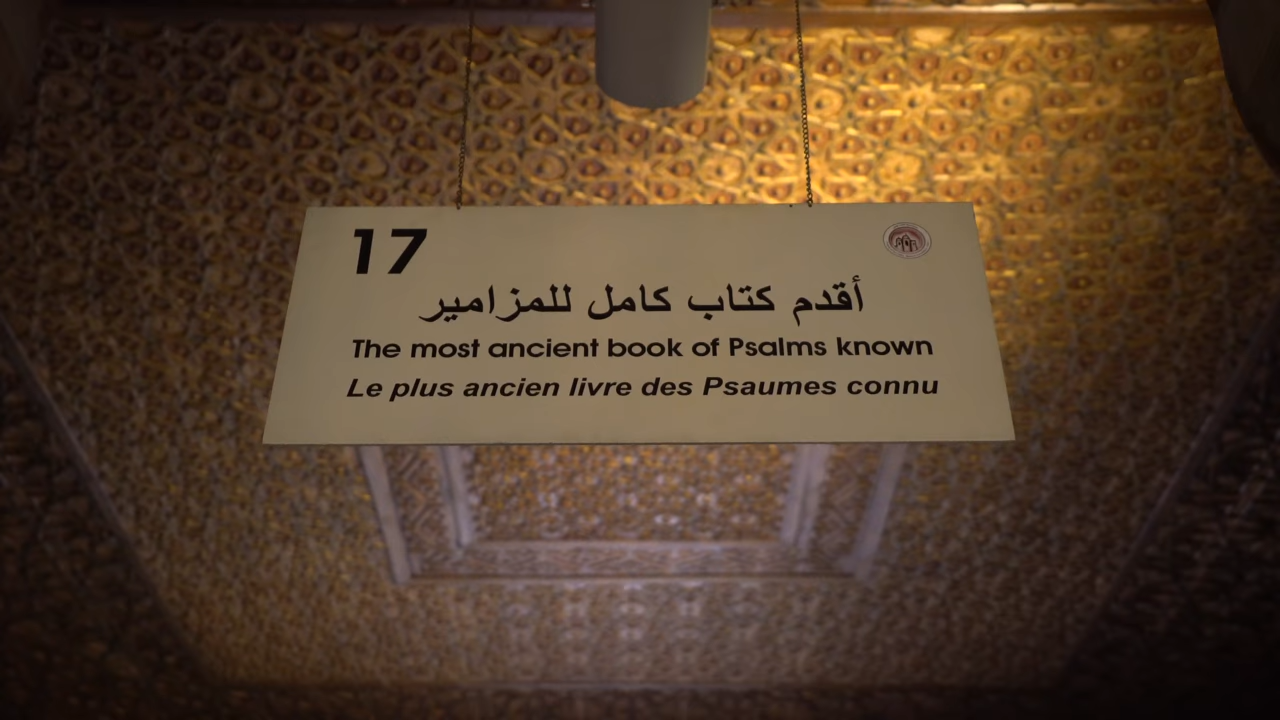 17
أقدم كتاب كامل للمزامير
The most ancient book of Psalms known
Le plus ancien livre des Psaumes connu